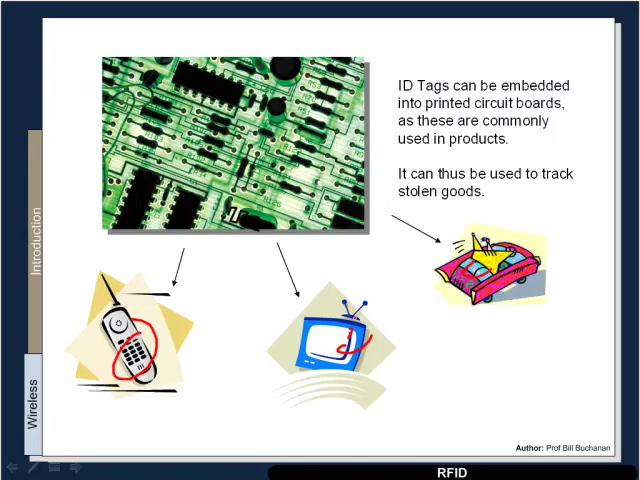 ID Tags can be embedded
into printed circuit boards,
as these are commonly
used in products.
It can thus be used to track
stolen goods.
Introduction
Wireless
Author: Prof Bill Buchanan
RFID